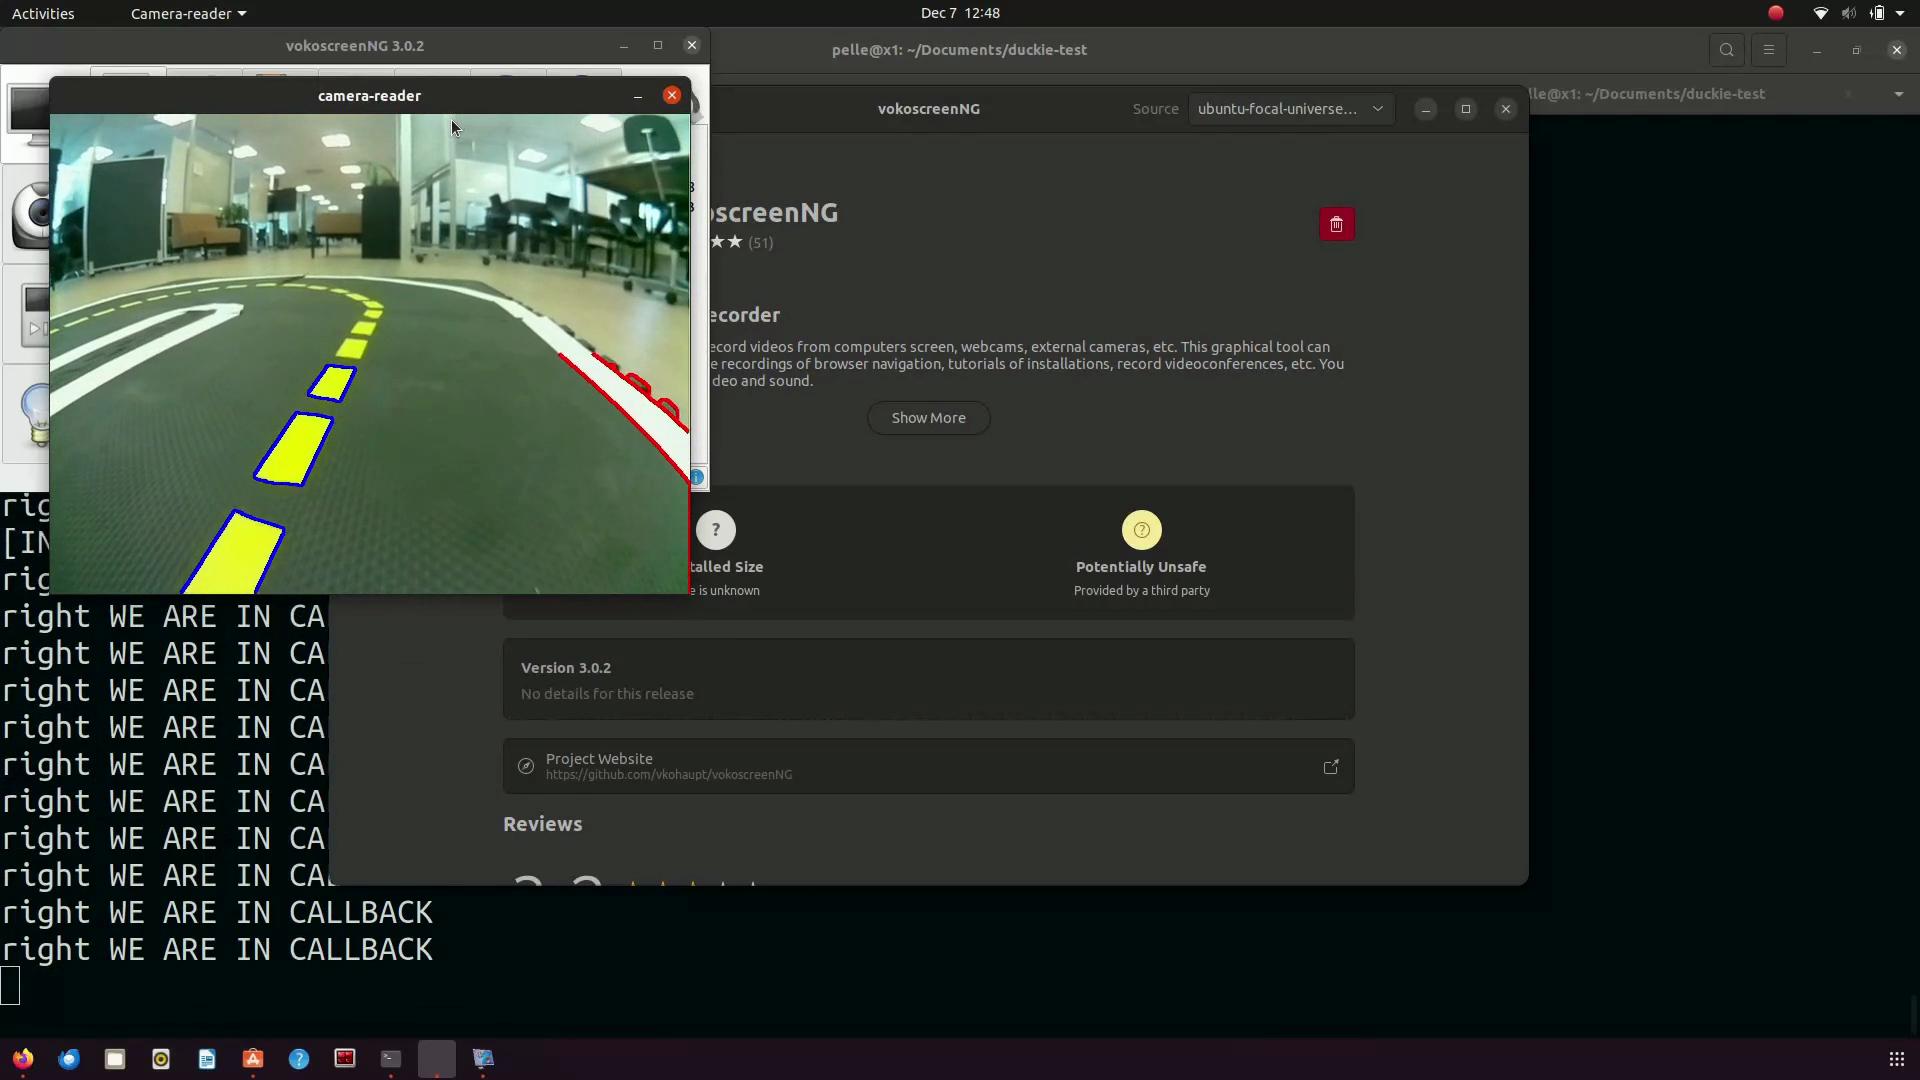 Activities
Camera-reader
Dec 7 12:48
vokoscreenNG 3.0.2
pelle@x1: ~/Documents/duckie-test
camera-reader
vokoscreenNG
Source
ubuntu-focal-universe...
lle@x1: ~/Documents/duckie-test
oscreenNG
(51)
ecorder
ecord videos from computers screen, webcams, external cameras, etc. This graphical tool can
e recordings of browser navigation, tutorials of installations, record videoconferences, etc. You
deo and sound.
Show More
?
talled Size
e is unknown
Potentially Unsafe
Provided by a third party
Version 3.0.2
No details for this release
Project Website
https://github.com/vkohaupt/vokoscreenNG
Reviews
rig
[IN
rig
right WE ARE IN CA
right WE ARE IN CA
right WE ARE IN CA
right WE ARE IN CA
right WE ARE IN CA
right WE ARE IN CA
right WE ARE IN CA
right WE ARE IN CA
right WE ARE IN CALLBACK
right WE ARE IN CALLBACK